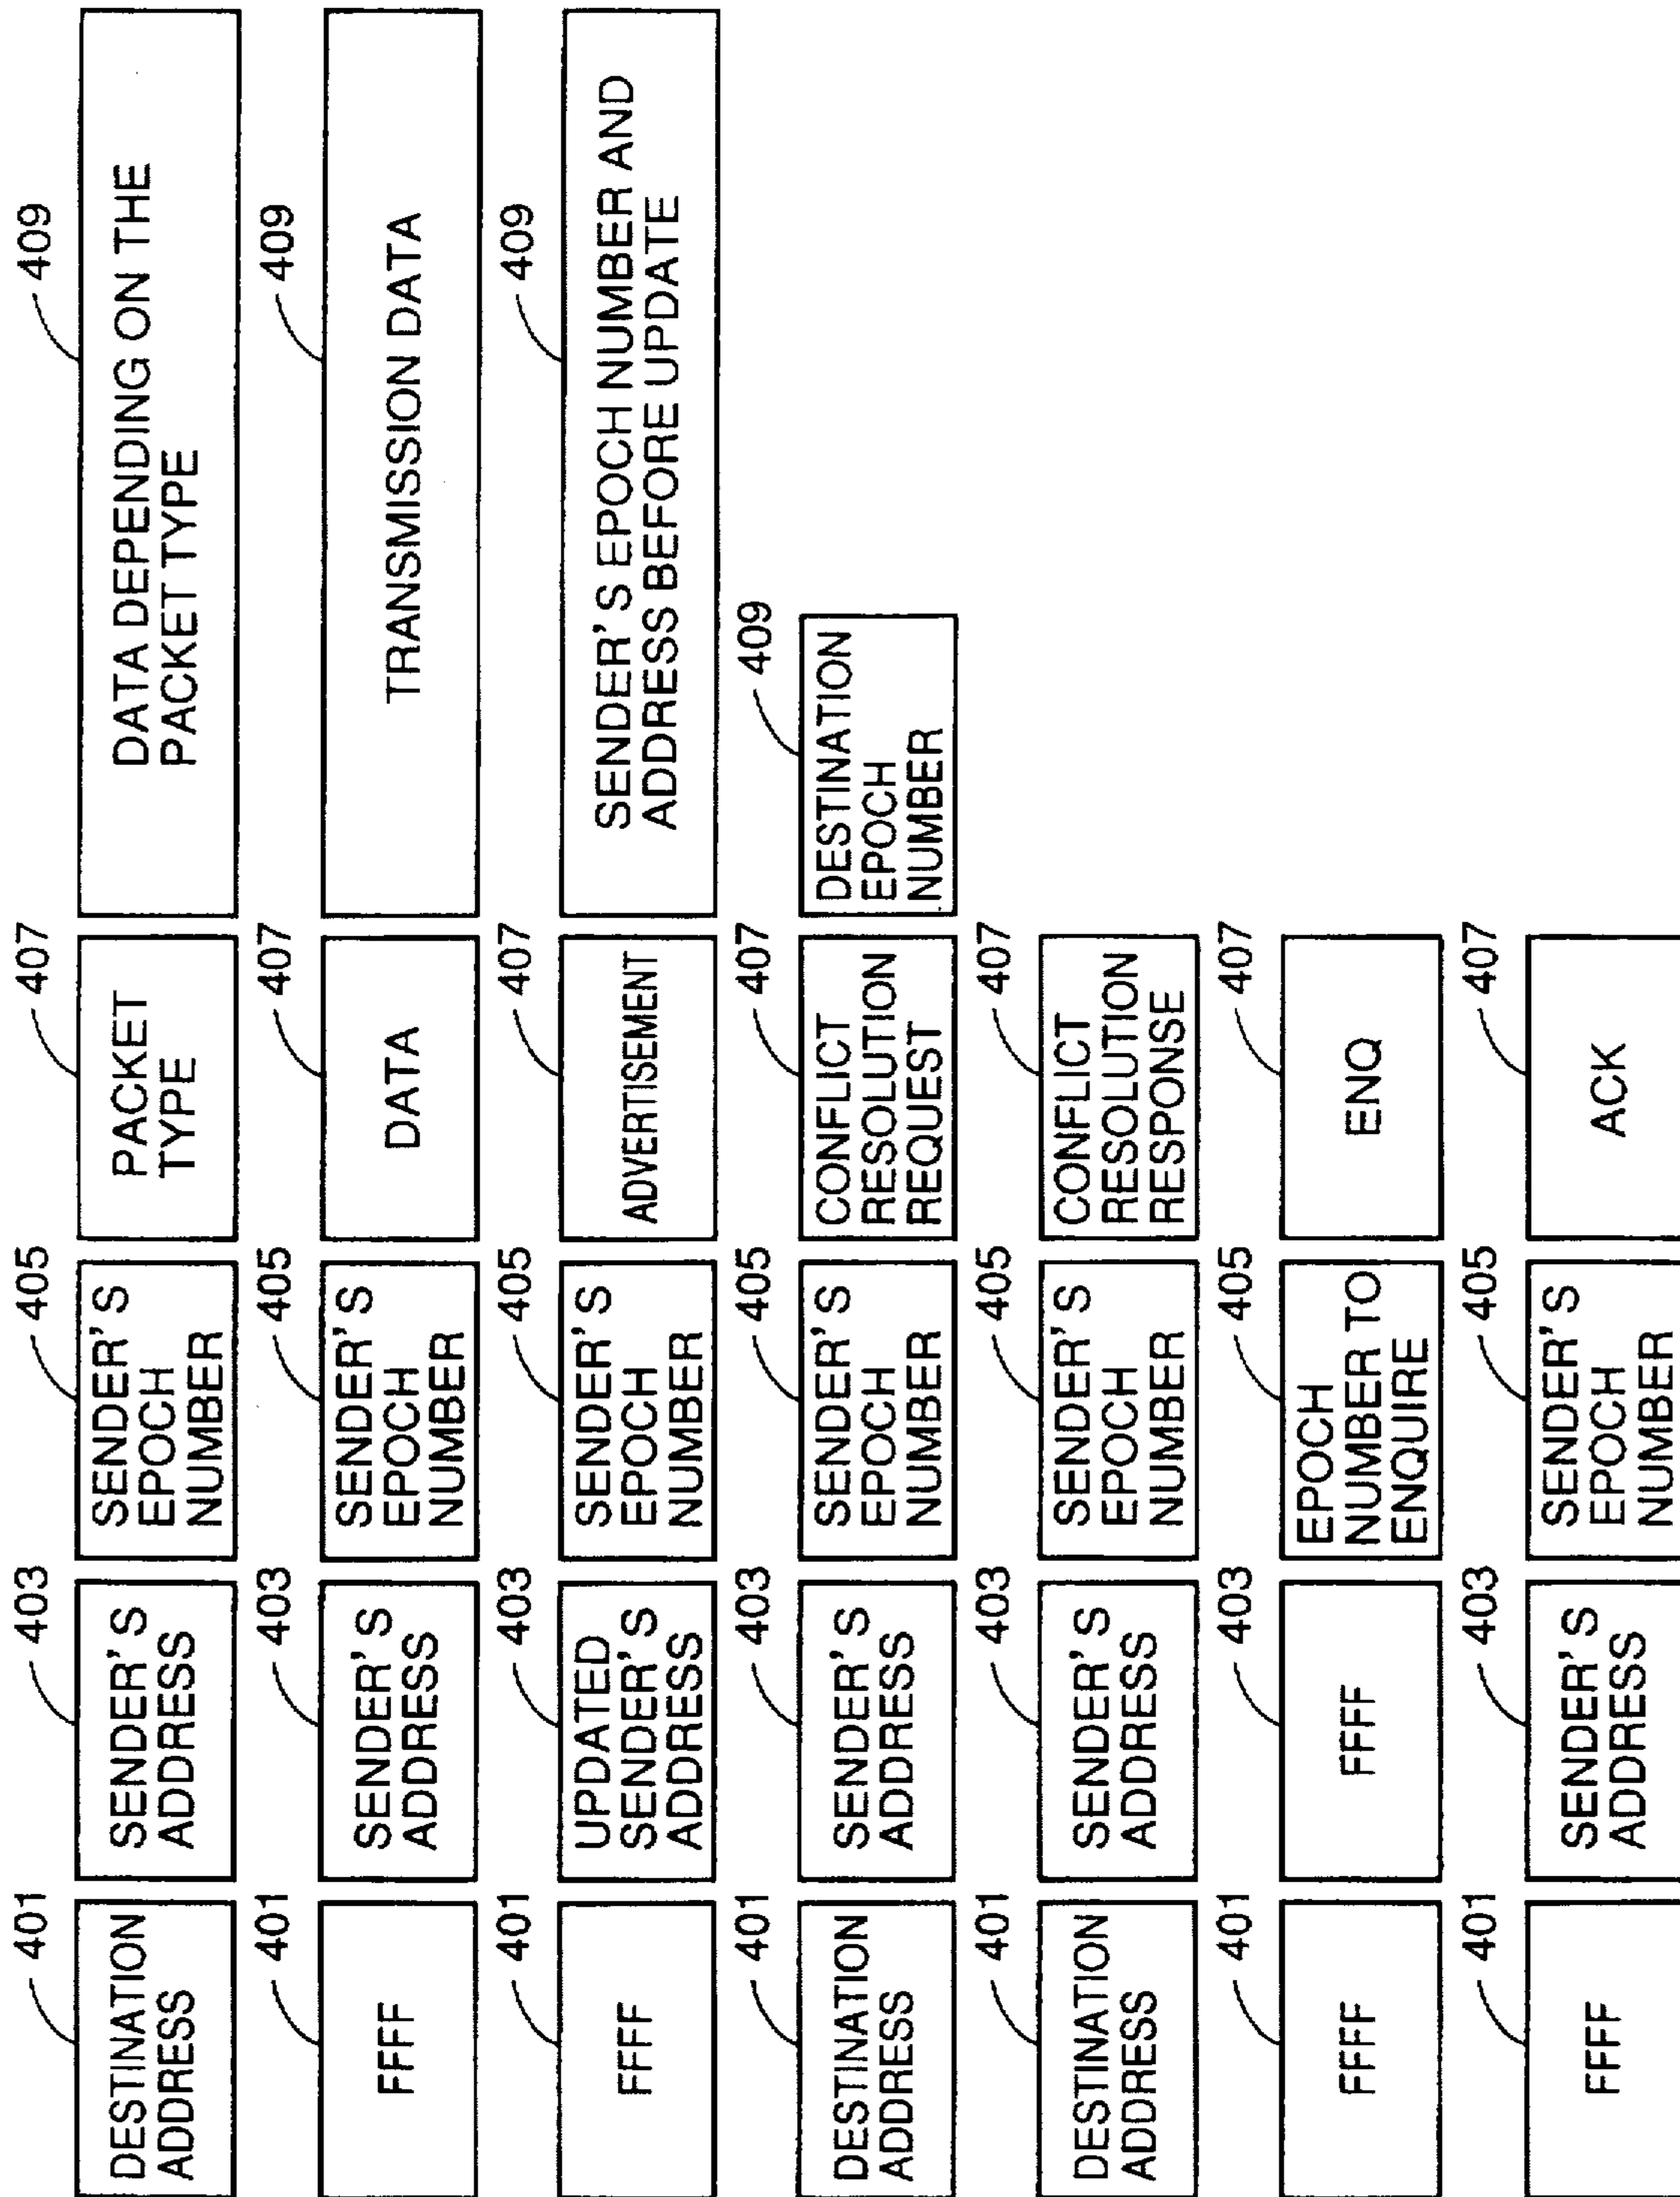 401
403
405
407
409
DESTINATION
ADDRESS
SENDER'S
ADDRESS
SENDER'S
EPOCH
NUMBER
PACKET
TYPE
DATA DEPENDING ON THE
PACKET TYPE
401
403
405
407
409
FFFF
SENDER'S
ADDRESS
SENDER'S
EPOCH
NUMBER
DATA
TRANSMISSION DATA
401
403
405
407
409
FFFF
UPDATED
SENDER'S
ADDRESS
SENDER'S
EPOCH
NUMBER
ADVERTISEMENT
SENDER'S EPOCH NUMBER AND
ADDRESS BEFORE UPDATE
401
403
405
407
409
DESTINATION
ADDRESS
SENDER'S
ADDRESS
SENDER'S
EPOCH
NUMBER
CONFLICT
RESOLUTION
REQUEST
DESTINATION
EPOCH
NUMBER
401
403
405
407
DESTINATION
ADDRESS
SENDER'S
ADDRESS
SENDER'S
EPOCH
NUMBER
CONFLICT
RESOLUTION
RESPONSE
401
403
405
407
FFFF
FFFF
EPOCH
NUMBER TO
ENQUIRE
ENQ
401
403
405
407
FFFF
SENDER'S
ADDRESS
SENDER'S
EPOCH
NUMBER
ACK